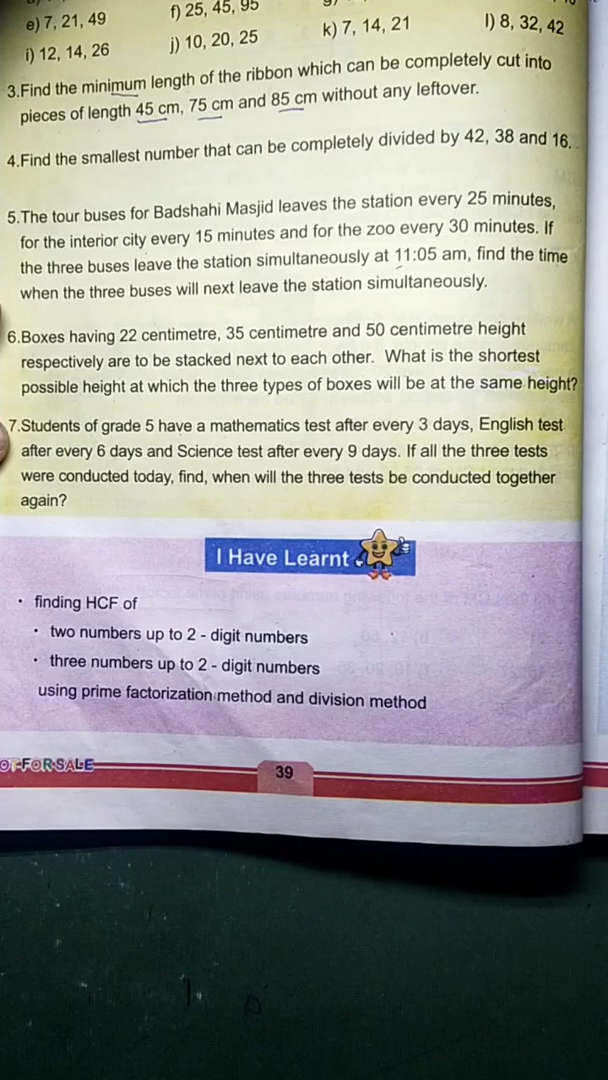 e) 7, 21, 49
f) 25, 45, 95
i) 12, 14, 26
j) 10, 20, 25
k) 7, 14, 21
l) 8, 32, 42
3.Find the minimum length of the ribbon which can be completely cut into
pieces of length 45 cm, 75 cm and 85 cm without any leftover.
4.Find the smallest number that can be completely divided by 42, 38 and 16.
5.The tour buses for Badshahi Masjid leaves the station every 25 minutes,
for the interior city every 15 minutes and for the zoo every 30 minutes. If
the three buses leave the station simultaneously at 11:05 am, find the time
when the three buses will next leave the station simultaneously.
6.Boxes having 22 centimetre, 35 centimetre and 50 centimetre height
respectively are to be stacked next to each other. What is the shortest
possible height at which the three types of boxes will be at the same height?
7.Students of grade 5 have a mathematics test after every 3 days, English test
after every 6 days and Science test after every 9 days. If all the three tests
were conducted today, find, when will the three tests be conducted together
again?
I Have Learnt
• finding HCF of
• two numbers up to 2 - digit numbers
• three numbers up to 2 - digit numbers
using prime factorization method and division method
FOR SALE
39